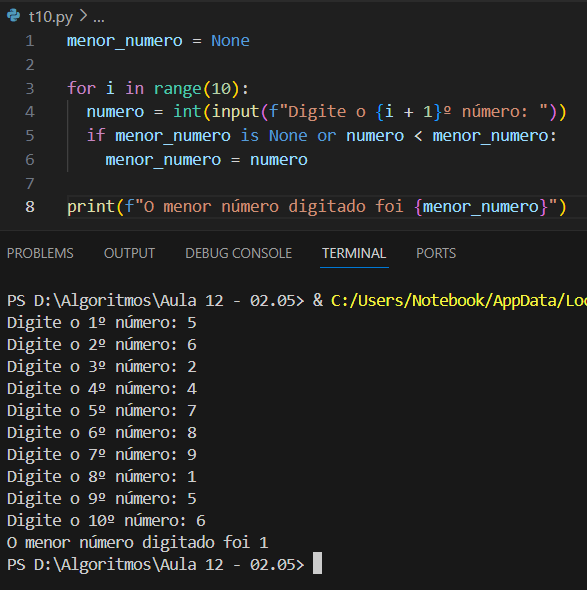 t10.py > ...
1 menor_numero = None
2
3 for i in range(10):
4   numero = int(input(f"Digite o {i + 1}º número: "))
5   if menor_numero is None or numero < menor_numero:
6     menor_numero = numero
7
8 print(f"O menor número digitado foi {menor_numero}")
PROBLEMS OUTPUT DEBUG CONSOLE TERMINAL PORTS
PS D:\Algoritmos\Aula 12 - 02.05> & C:/Users/Notebook/AppData/Loc
Digite o 1º número: 5
Digite o 2º número: 6
Digite o 3º número: 2
Digite o 4º número: 4
Digite o 5º número: 7
Digite o 6º número: 8
Digite o 7º número: 9
Digite o 8º número: 1
Digite o 9º número: 5
Digite o 10º número: 6
O menor número digitado foi 1
PS D:\Algoritmos\Aula 12 - 02.05>